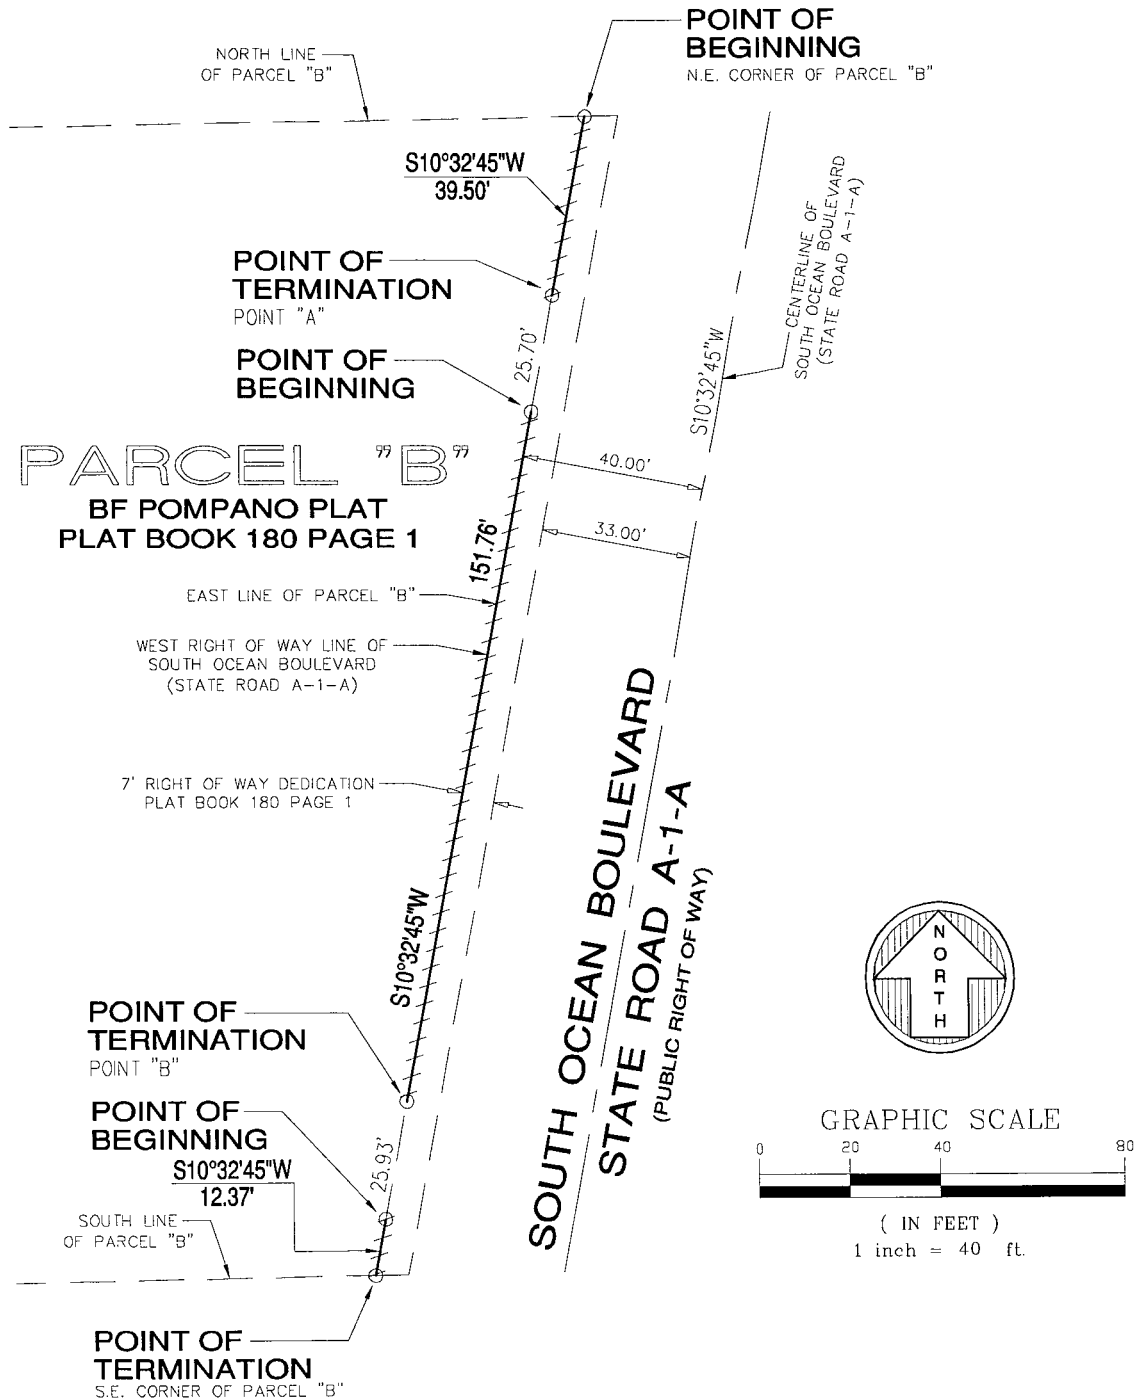 POINT OF
BEGINNING
N.E. CORNER OF PARCEL "B"
NORTH LINE
OF PARCEL "B"
S10°32'45"W
39.50'
CENTERLINE OF
SOUTH OCEAN BOULEVARD
(STATE ROAD A-1-A)
POINT OF
TERMINATION
POINT "A"
25.70'
S10°32'45"W
POINT OF
BEGINNING
PARCEL "B"
BF POMPANO PLAT
PLAT BOOK 180 PAGE 1
40.00'
33.00'
151.76'
EAST LINE OF PARCEL "B"
WEST RIGHT OF WAY LINE OF
SOUTH OCEAN BOULEVARD
(STATE ROAD A-1-A)
7' RIGHT OF WAY DEDICATION
PLAT BOOK 180 PAGE 1
SOUTH OCEAN BOULEVARD
STATE ROAD A-1-A
(PUBLIC RIGHT OF WAY)
S10°32'45"W
NORTH
POINT OF
TERMINATION
POINT "B"
POINT OF
BEGINNING
25.93'
S10°32'45"W
12.37'
SOUTH LINE
OF PARCEL "B"
POINT OF
TERMINATION
S.E. CORNER OF PARCEL "B"
GRAPHIC SCALE
0 20 40 80
( IN FEET )
1 inch = 40 ft.